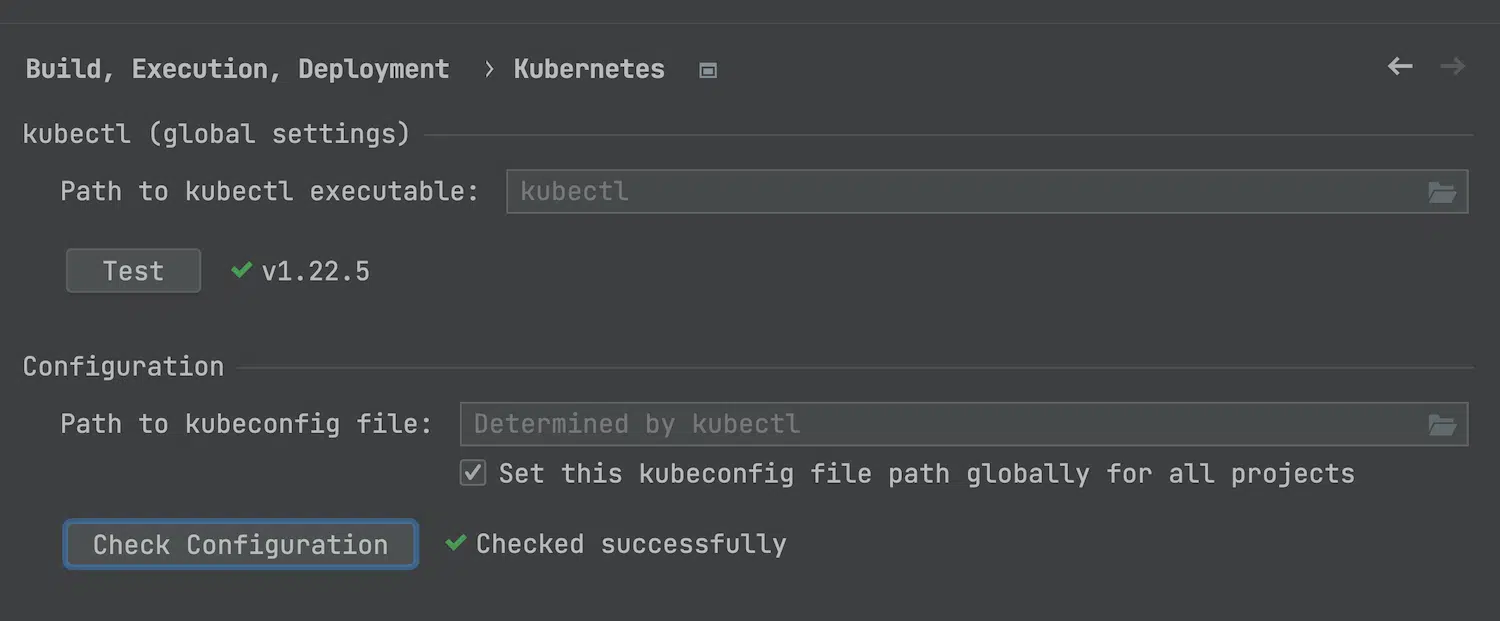 Build, Execution, Deployment › Kubernetes
kubectl (global settings)
Path to kubectl executable: kubectl
Test v1.22.5
Configuration
Path to kubeconfig file: Determined by kubectl
Set this kubeconfig file path globally for all projects
Check Configuration Checked successfully